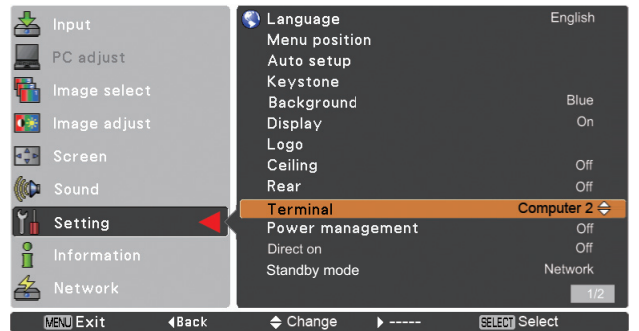 Input
PC adjust
Image select
Image adjust
Screen
Sound
Setting
Information
Network
Language English
Menu position
Auto setup
Keystone
Background Blue
Display On
Logo
Ceiling Off
Rear Off
Terminal Computer 2
Power management Off
Direct on Off
Standby mode Network
1/2
MENU Exit Back Change ----- SELECT Select